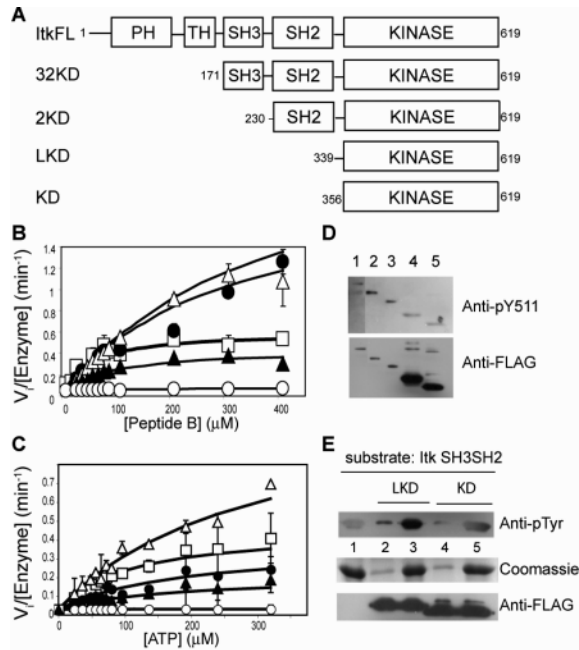 A
ItkFL 1 PH TH SH3 SH2 KINASE 619
32KD 171 SH3 SH2 KINASE 619
2KD 230 SH2 KINASE 619
LKD 339 KINASE 619
KD 356 KINASE 619
B
Vi/[Enzyme] (min-1)
1.4
1.2
1
0.8
0.6
0.4
0.2
0
0 100 200 300 400
[Peptide B] (μM)
C
Vi/[Enzyme] (min-1)
0.7
0.6
0.5
0.4
0.3
0.2
0.1
0
0 100 200 300
[ATP] (μM)
D
1 2 3 4 5
Anti-pY511
Anti-FLAG
E
substrate: Itk SH3SH2
LKD KD
Anti-pTyr
1 2 3 4 5
Coomassie
Anti-FLAG